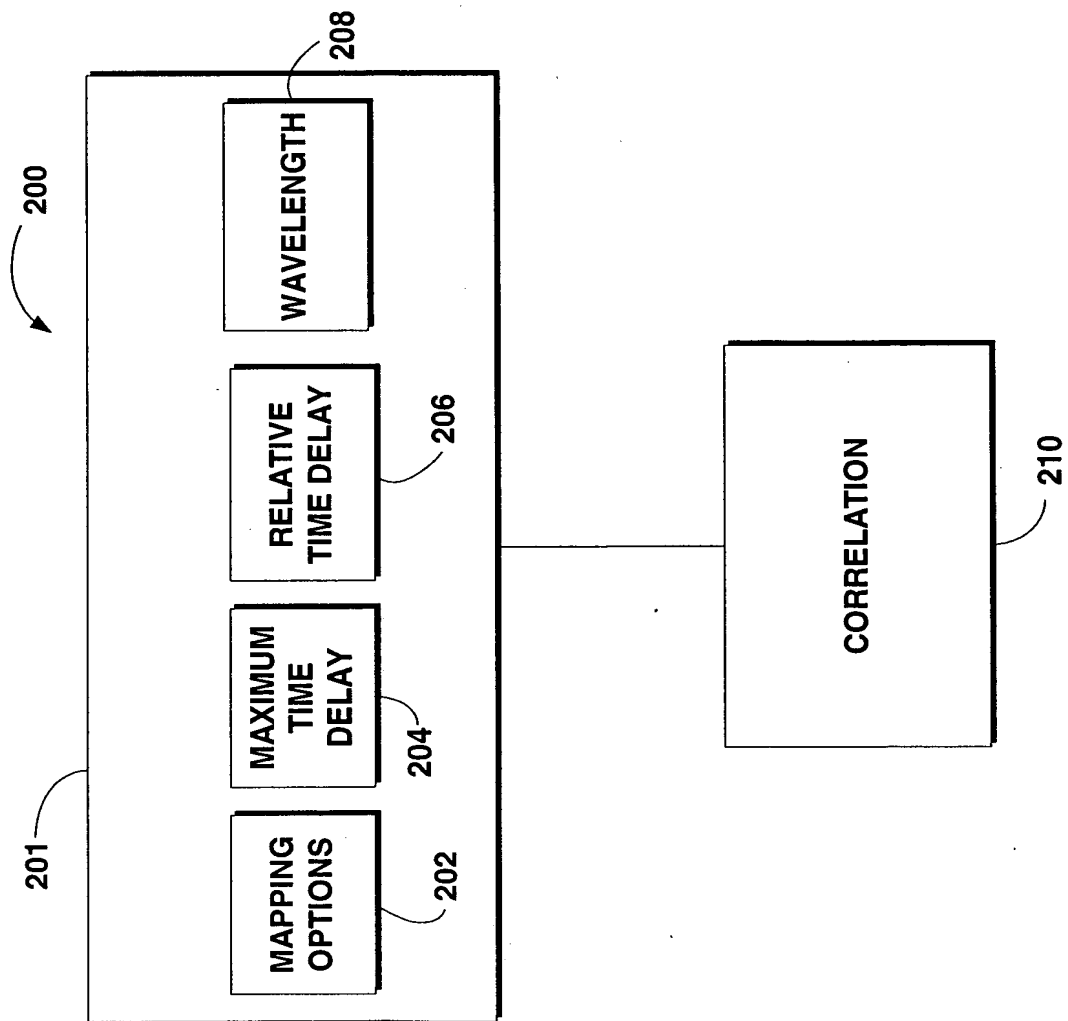 200
201
MAPPING
OPTIONS
202
MAXIMUM
TIME
DELAY
204
RELATIVE
TIME DELAY
206
WAVELENGTH
208
CORRELATION
210